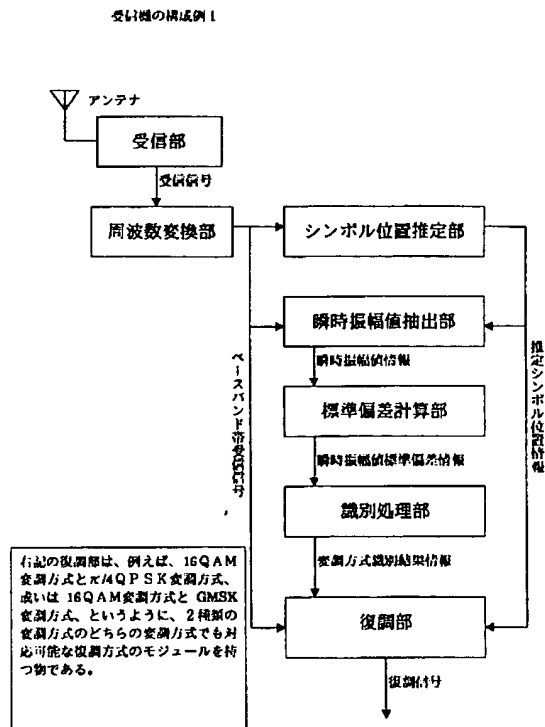 受信機の構成例1
アンテナ
受信部
受信信号
周波数変換部
シンボル位置推定部
瞬時振幅値抽出部
瞬時振幅値情報
標準偏差計算部
瞬時振幅値標準偏差情報
識別処理部
変調方式識別結果情報
復調部
復調信号
ベースバンド帯受信信号
推定シンボル位置情報
右記の復調部は、例えば、16QAM
変調方式とπ/4QPSK変調方式、
或いは 16QAM変調方式と GMSK
変調方式、というように、2種類の
変調方式のどちらの変調方式でも対
応可能な復調方式のモジュールを持
つ物である。